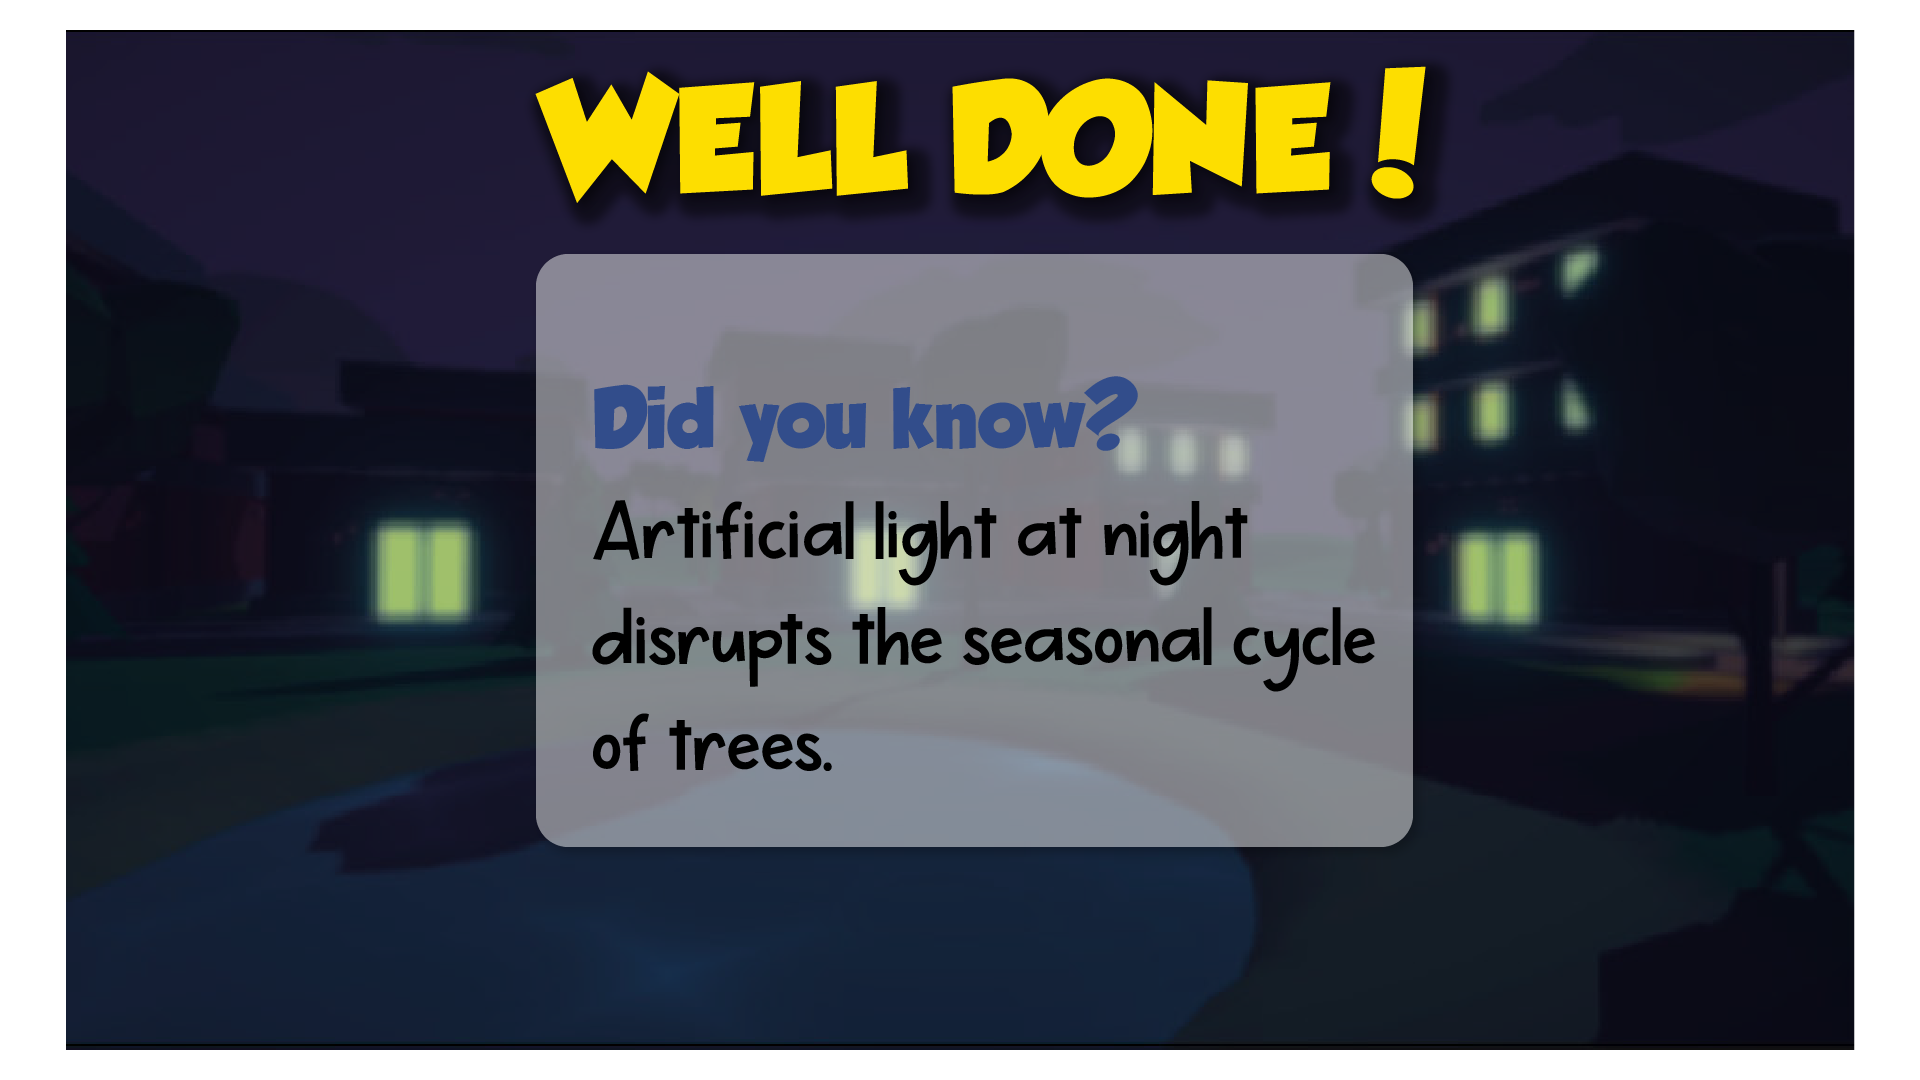 WELL DONE!
Did you know?
Artificial light at night
disrupts the seasonal cycle
of trees.